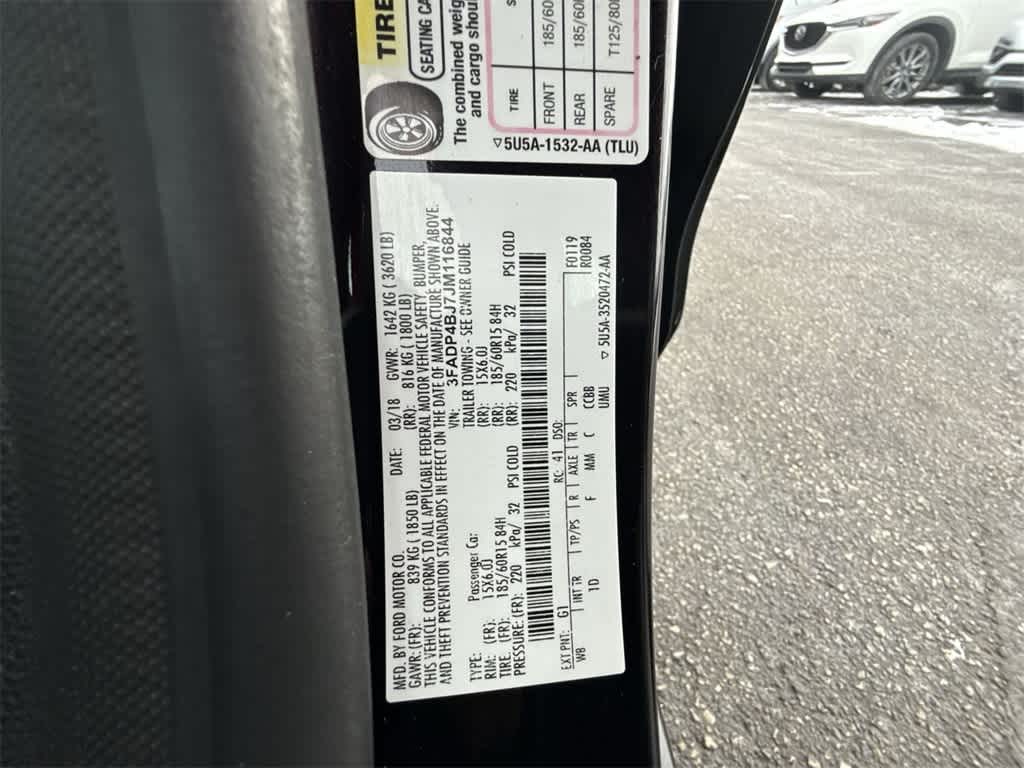 TIRE
SEATING CA
The combined weig
and cargo shou
TIRE
FRONT 185/60
REAR 185/60
SPARE T125/80
5U5A-1532-AA (TLU)
MFD. BY FORD MOTOR CO. DATE: 03/18 GVWR: 1642 KG ( 3620 LB)
GAWR: (FR): 839 KG ( 1850 LB) (RR): 816 KG ( 1800 LB)
THIS VEHICLE CONFORMS TO ALL APPLICABLE FEDERAL MOTOR VEHICLE SAFETY, BUMPER,
AND THEFT PREVENTION STANDARDS IN EFFECT ON THE DATE OF MANUFACTURE SHOWN ABOVE.
VIN: 3FADP4BJ7JM116844
TYPE: Passenger Car TRAILER TOWING - SEE OWNER GUIDE
RIM: (FR): 15X6.0J (RR): 15X6.0J
TIRE: (FR): 185/60R15 84H (RR): 185/60R15 84H
PRESSURE: (FR): 220 kPa/ 32 PSI COLD (RR): 220 kPa/ 32 PSI COLD
EXT PNT: G1 RC: 41 DSO: F0119
WB INT TR TP/PS R AXLE TR SPR R0084
1D F MM C CCBB
UMU 5U5A-3520472-AA